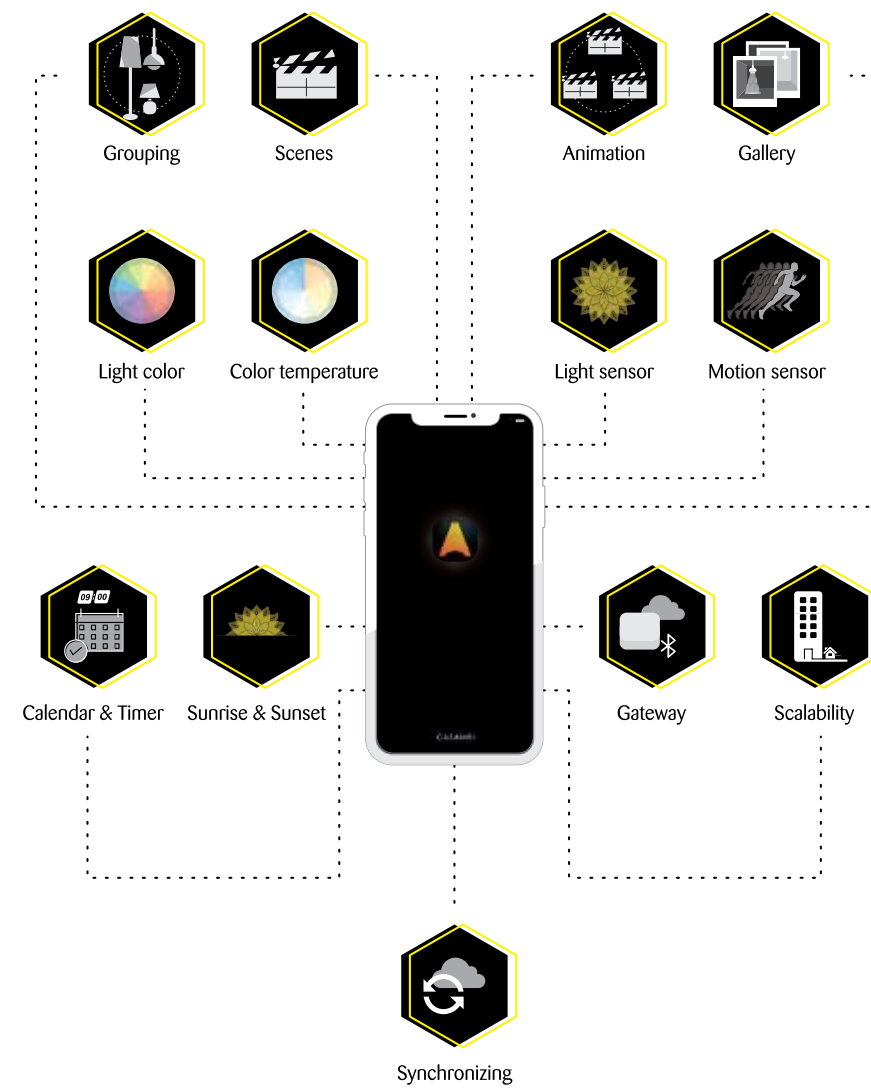 Grouping
Scenes
Animation
Gallery
Light color
Color temperature
Light sensor
Motion sensor
09:00
Calendar & Timer
Sunrise & Sunset
Gateway
Scalability
Synchronizing